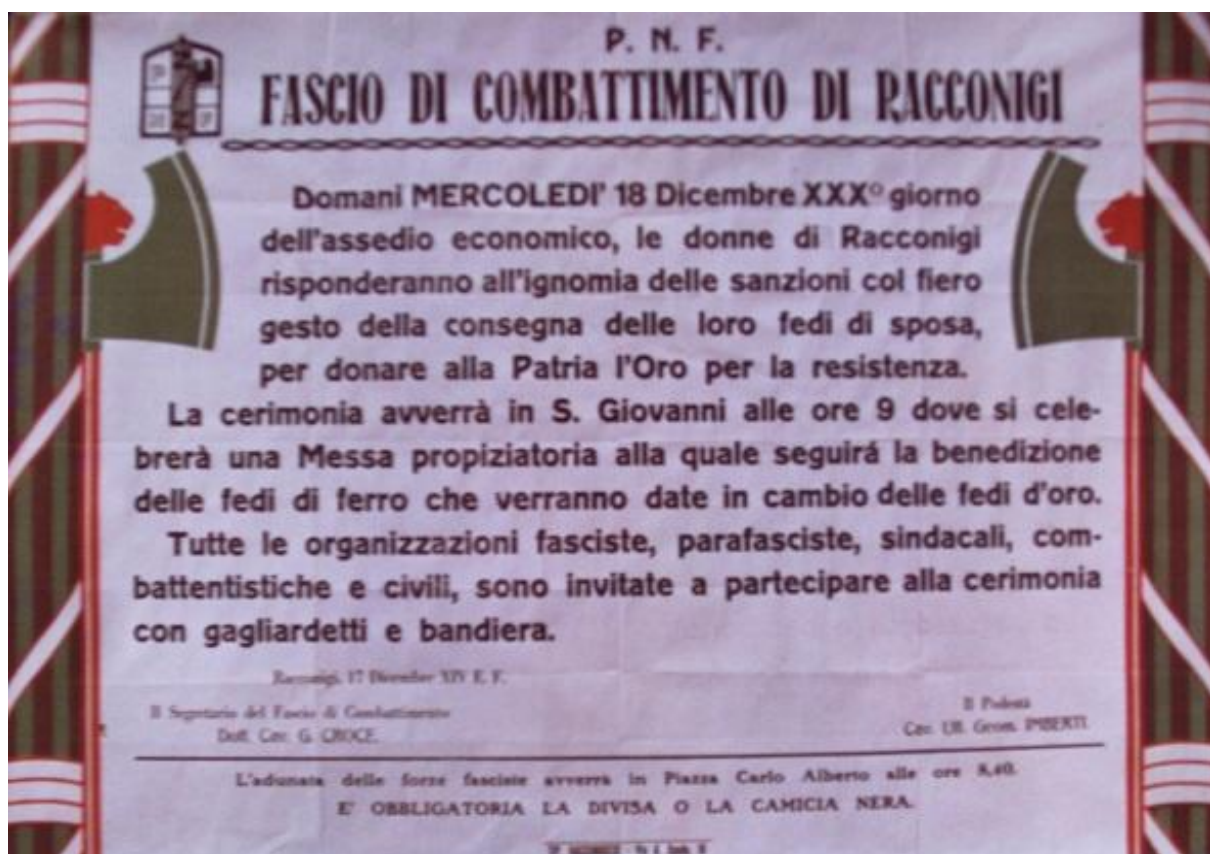 P. N. F.
FASCIO DI COMBATTIMENTO DI RACCONIGI
Domani MERCOLEDI' 18 Dicembre XXX° giorno
dell'assedio economico, le donne di Racconigi
risponderanno all'ignomia delle sanzioni col fiero
gesto della consegna delle loro fedi di sposa,
per donare alla Patria l'Oro per la resistenza.
La cerimonia avverrà in S. Giovanni alle ore 9 dove si cele-
brerà una Messa propiziatoria alla quale seguirá la benedizione
delle fedi di ferro che verranno date in cambio delle fedi d'oro.
Tutte le organizzazioni fasciste, parafasciste, sindacali, com-
battentistiche e civili, sono invitate a partecipare alla cerimonia
con gagliardetti e bandiera.
Racconigi, 17 Dicembre XIV E. F.
Il Segretario del Fascio di Combattimento
Dott. Cav. G. CROCE
Il Podestà
Cav. Uff. Geom. IMBERTI
L'adunata delle forze fasciste avverrà in Piazza Carlo Alberto alle ore 8,40.
E' OBBLIGATORIA LA DIVISA O LA CAMICIA NERA.